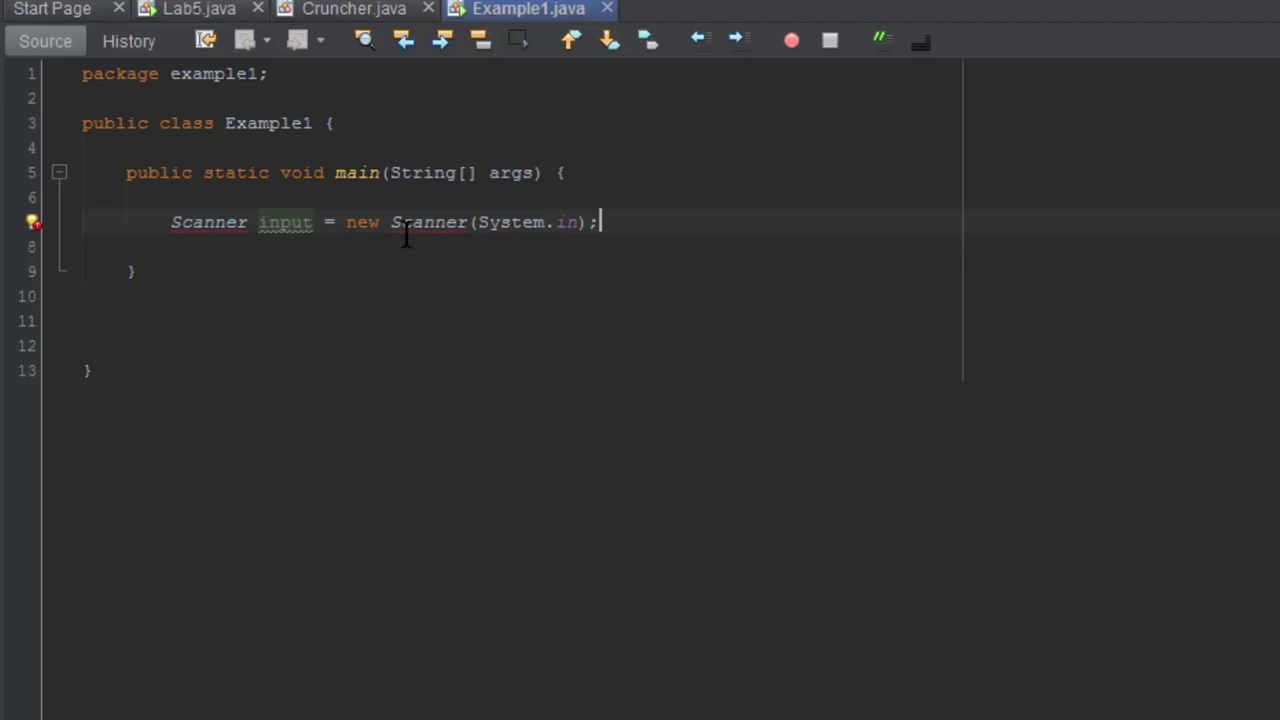 Start Page Lab5.java Cruncher.java Example1.java
Source History
1 package example1;
2
3 public class Example1 {
4
5 public static void main(String[] args) {
6
Scanner input = new Scanner(System.in);
8
9 }
10
11
12
13 }